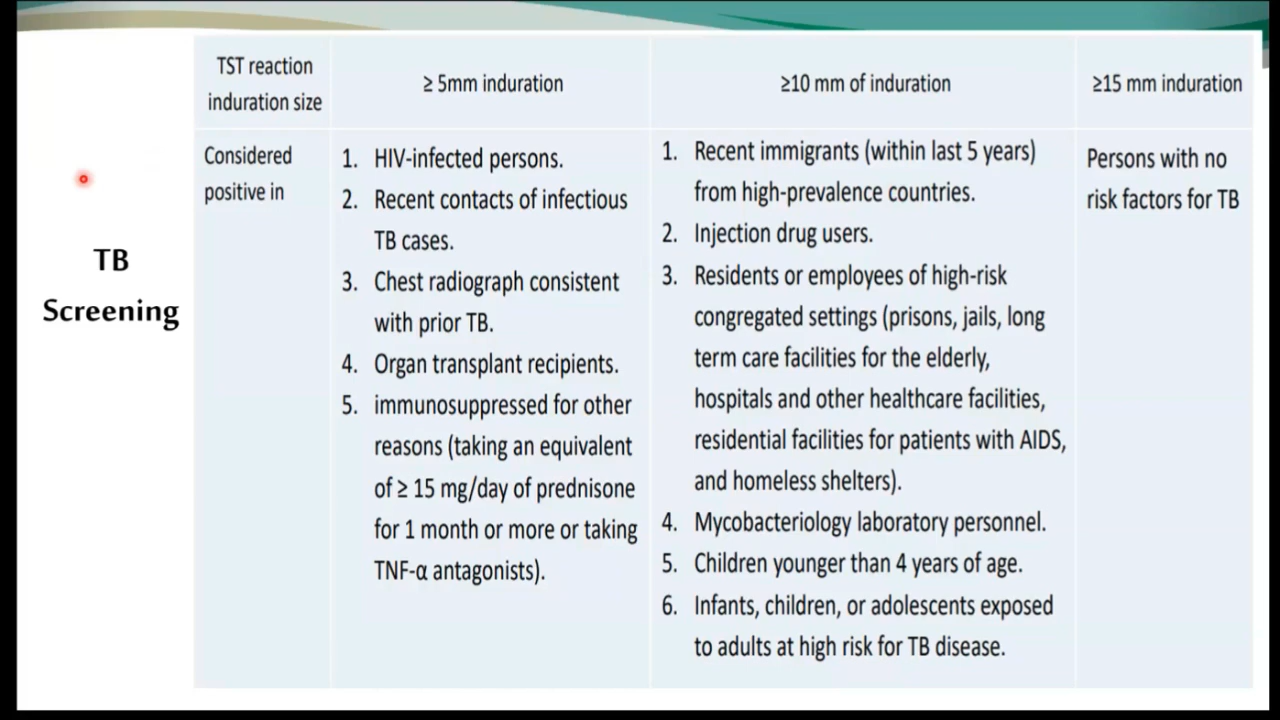 TB
Screening
TST reaction
induration size
≥ 5mm induration
≥10 mm of induration
≥15 mm induration
Considered
positive in
1. HIV-infected persons.
2. Recent contacts of infectious
TB cases.
3. Chest radiograph consistent
with prior TB.
4. Organ transplant recipients.
5. immunosuppressed for other
reasons (taking an equivalent
of ≥ 15 mg/day of prednisone
for 1 month or more or taking
TNF-α antagonists).
1. Recent immigrants (within last 5 years)
from high-prevalence countries.
2. Injection drug users.
3. Residents or employees of high-risk
congregated settings (prisons, jails, long
term care facilities for the elderly,
hospitals and other healthcare facilities,
residential facilities for patients with AIDS,
and homeless shelters).
4. Mycobacteriology laboratory personnel.
5. Children younger than 4 years of age.
6. Infants, children, or adolescents exposed
to adults at high risk for TB disease.
Persons with no
risk factors for TB